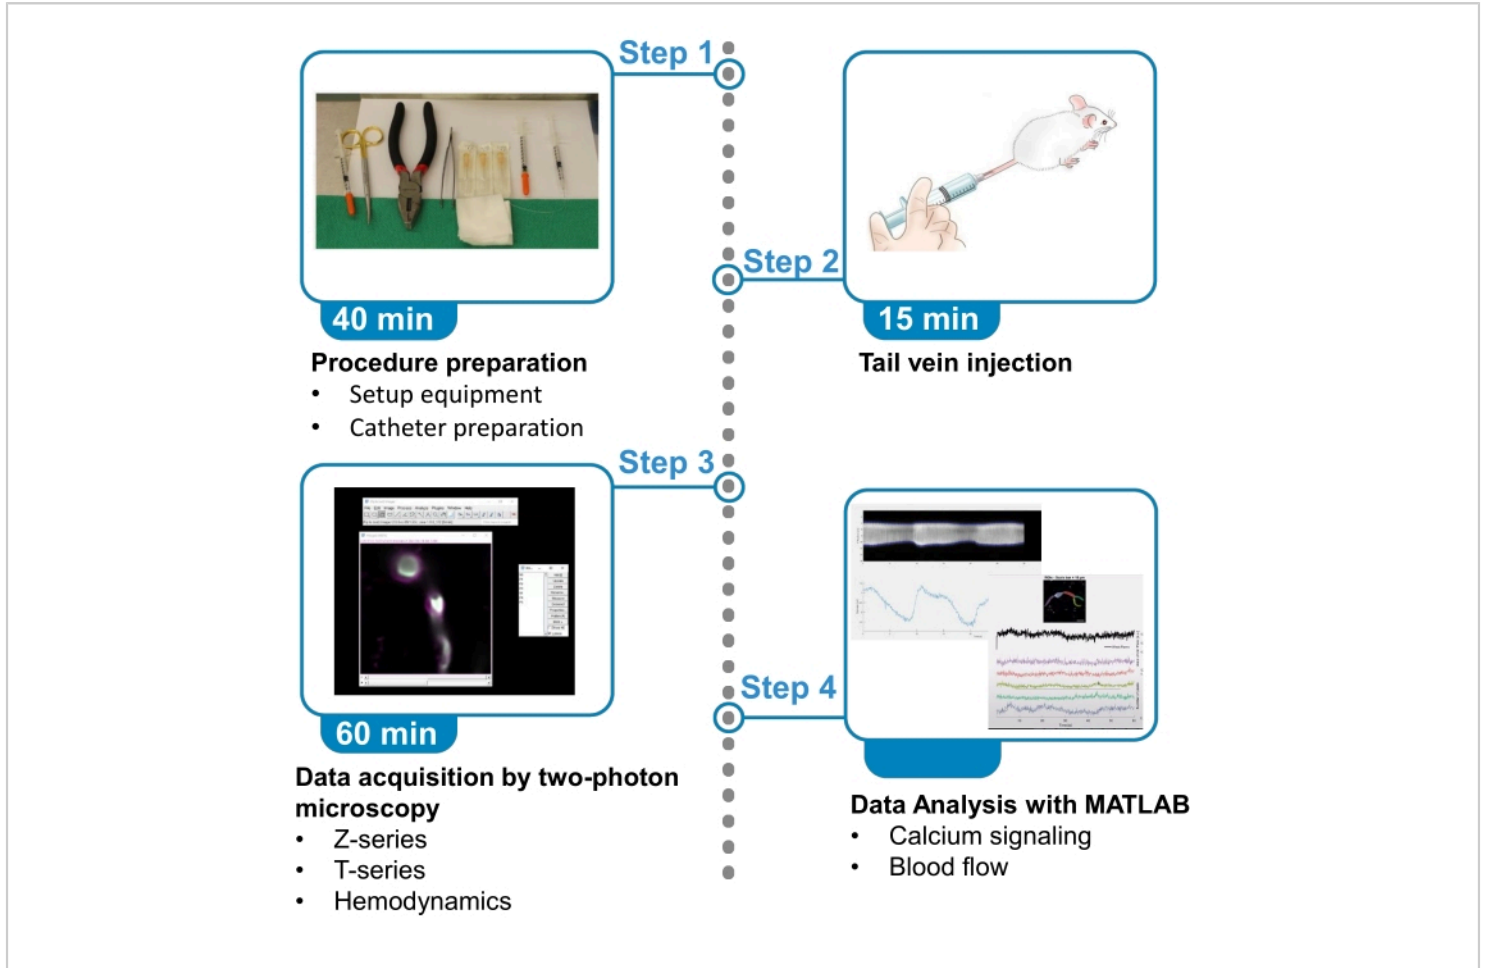 Step 1
40 min
Procedure preparation
• Setup equipment
• Catheter preparation
Step 2
15 min
Tail vein injection
Step 3
60 min
Data acquisition by two-photon
microscopy
• Z-series
• T-series
• Hemodynamics
Step 4
Data Analysis with MATLAB
• Calcium signaling
• Blood flow